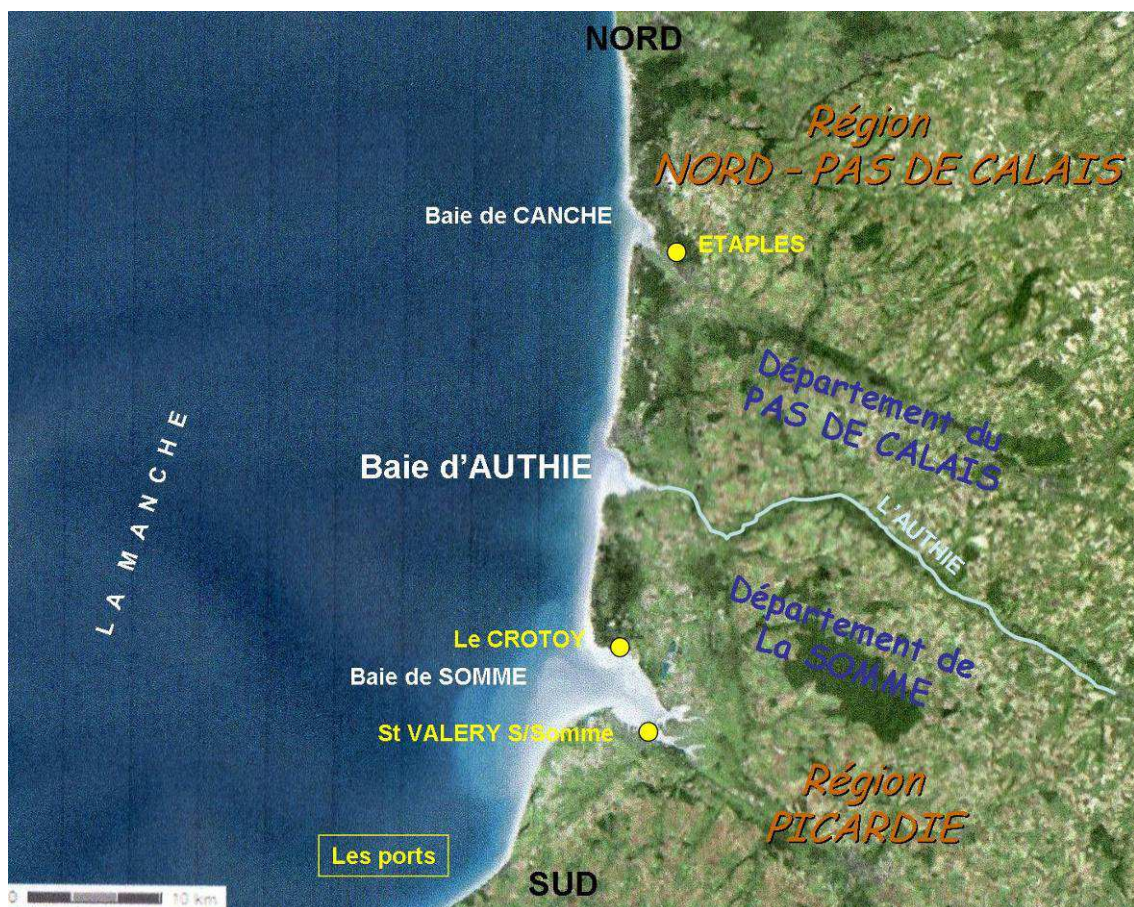 NORD
Région
NORD - PAS DE CALAIS
Baie de CANCHE
ETAPLES
Département du
PAS DE CALAIS
Baie d'AUTHIE
L'AUTHIE
LA MANCHE
Département de
La SOMME
Le CROTOY
Baie de SOMME
St VALERY S/Somme
Région
PICARDIE
Les ports
SUD
0 10 km